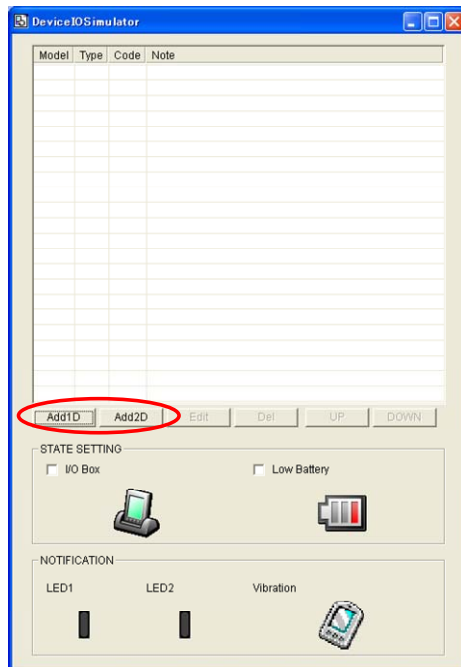 DeviceIOSimulator
Model Type Code Note
Add1D Add2D Edit Del UP DOWN
STATE SETTING
I/O Box Low Battery
NOTIFICATION
LED1 LED2 Vibration